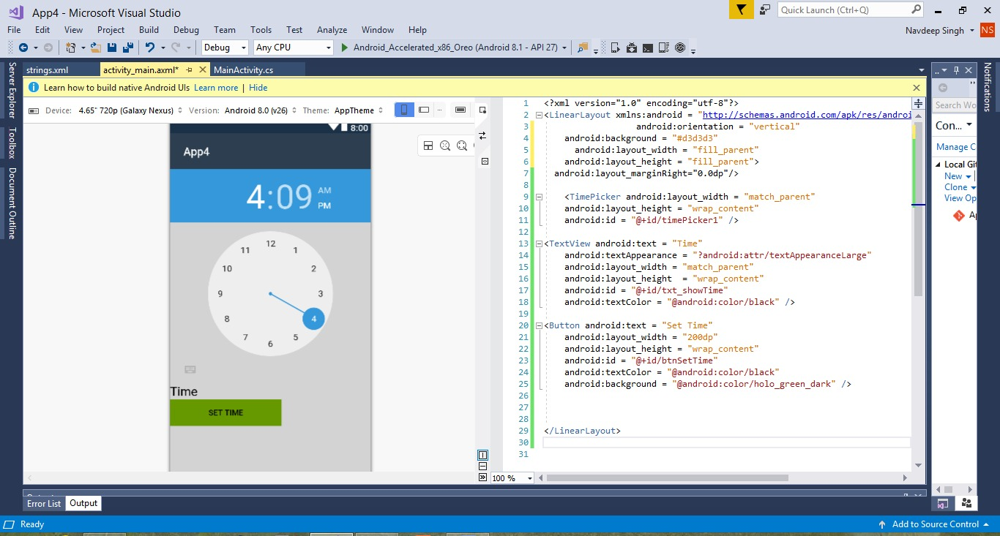 App4 - Microsoft Visual Studio
Quick Launch (Ctrl+Q)
File Edit View Project Build Debug Team Tools Test Analyze Window Help
Navdeep Singh NS
Debug Any CPU Android_Accelerated_x86_Oreo (Android 8.1 - API 27)
strings.xml activity_main.axml* MainActivity.cs
Learn how to build native Android UIs Learn more | Hide
Device: 4.65" 720p (Galaxy Nexus) Version: Android 8.0 (v26) Theme: AppTheme
Server Explorer
Toolbox
Document Outline
8:00
App4
4:09 AM
PM
12
11 1
10 2
9 3
8 4
7 5
6
Time
SET TIME
1 <?xml version="1.0" encoding="utf-8"?>
2 <LinearLayout xmlns:android = "http://schemas.android.com/apk/res/androi
3 android:orientation = "vertical"
4 android:background = "#d3d3d3"
5 android:layout_width = "fill_parent"
6 android:layout_height = "fill_parent">
7 android:layout_marginRight="0.0dp"/>
8
9 <TimePicker android:layout_width = "match_parent"
10 android:layout_height = "wrap_content"
11 android:id = "@+id/timePicker1" />
12
13 <TextView android:text = "Time"
14 android:textAppearance = "?android:attr/textAppearanceLarge"
15 android:layout_width = "match_parent"
16 android:layout_height  = "wrap_content"
17 android:id = "@+id/txt_showTime"
18 android:textColor = "@android:color/black" />
19
20 <Button android:text = "Set Time"
21 android:layout_width = "200dp"
22 android:layout_height = "wrap_content"
23 android:id = "@+id/btnSetTime"
24 android:textColor = "@android:color/black"
25 android:background = "@android:color/holo_green_dark" />
26
27
28
29 </LinearLayout>
30
31
100 %
..
Search Wo
Con...
Manage C
Local Git
New
Clone
View Op
Ap
Notifications
Error List Output
Ready
Add to Source Control